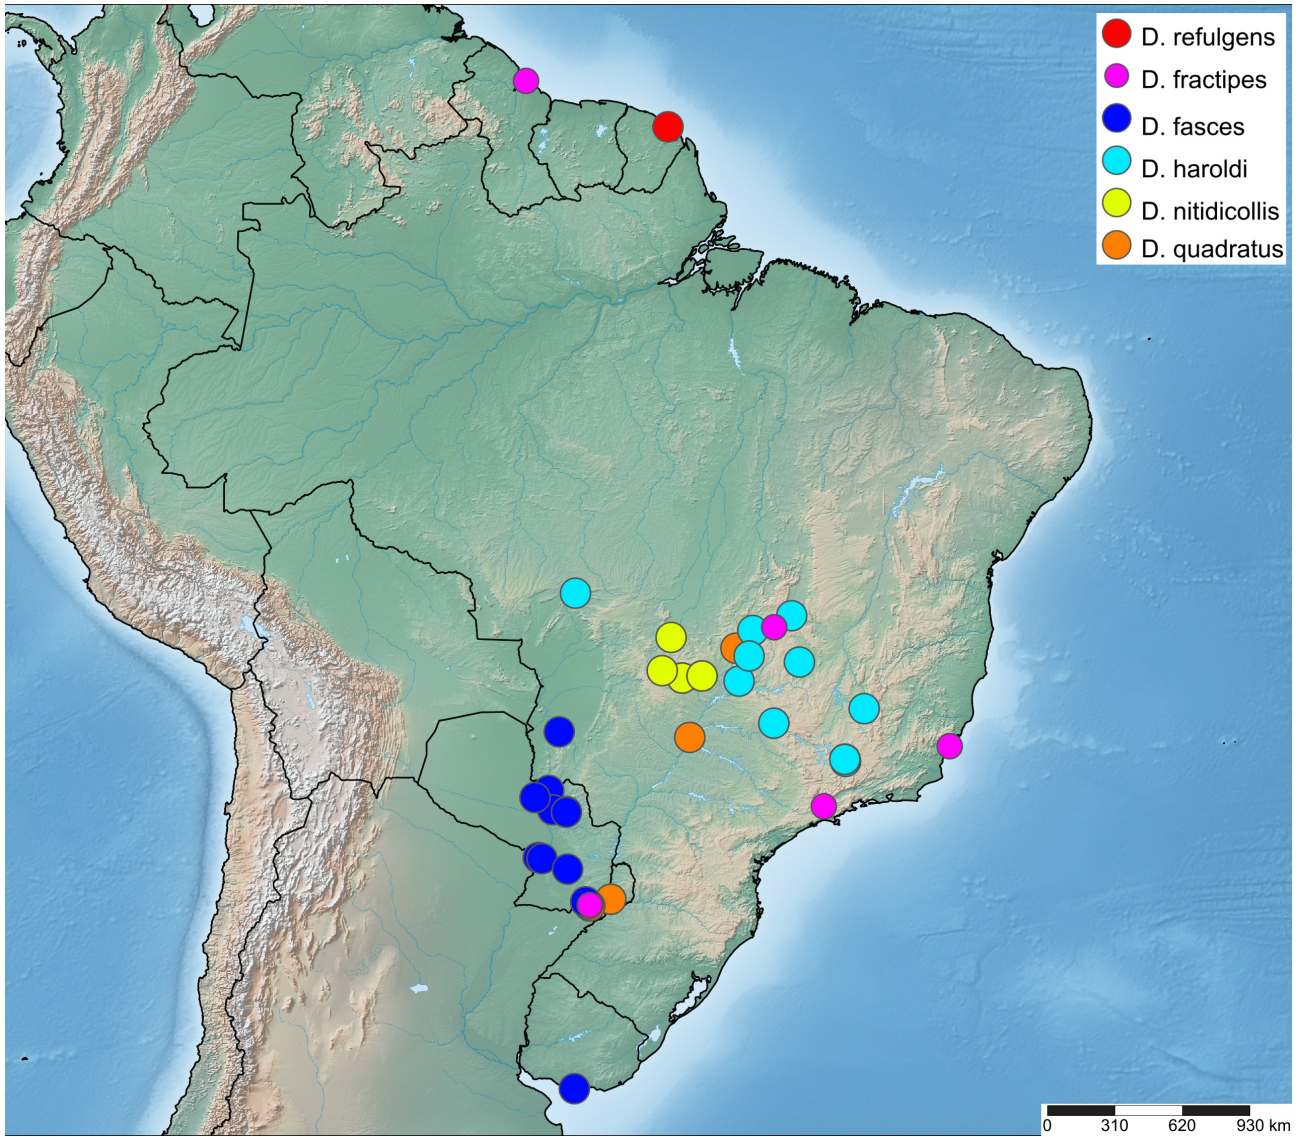 D. refulgens
D. fractipes
D. fasces
D. haroldi
D. nitidicollis
D. quadratus
0 310 620 930 km